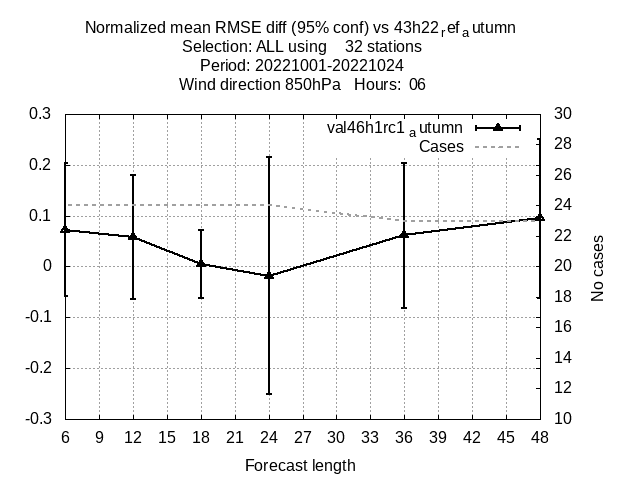 Normalized mean RMSE diff (95% conf) vs 43h22refautumn
Selection: ALL using 32 stations
Period: 20221001-20221024
Wind direction 850hPa Hours: 06
0.3 30
val46h1rc1autumn
Cases
28
0.2 26
24
0.1 22
0 20
18
-0.1 16
14
-0.2 12
-0.3 10
No cases
6 9 12 15 18 21 24 27 30 33 36 39 42 45 48
Forecast length